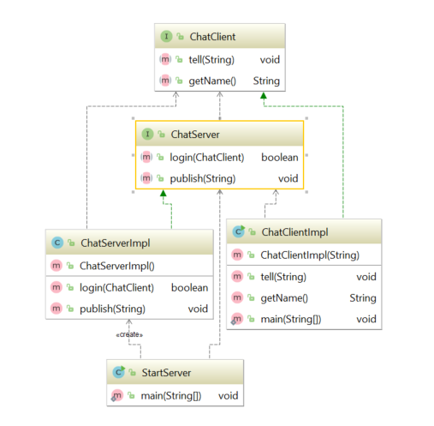 I ChatClient
m tell(String) void
m getName() String
I ChatServer
m login(ChatClient) boolean
m publish(String) void
C ChatServerImpl
m ChatServerImpl()
m login(ChatClient) boolean
m publish(String) void
C ChatClientImpl
m ChatClientImpl(String)
m tell(String) void
m getName() String
m main(String[]) void
«create»
C StartServer
m main(String[]) void